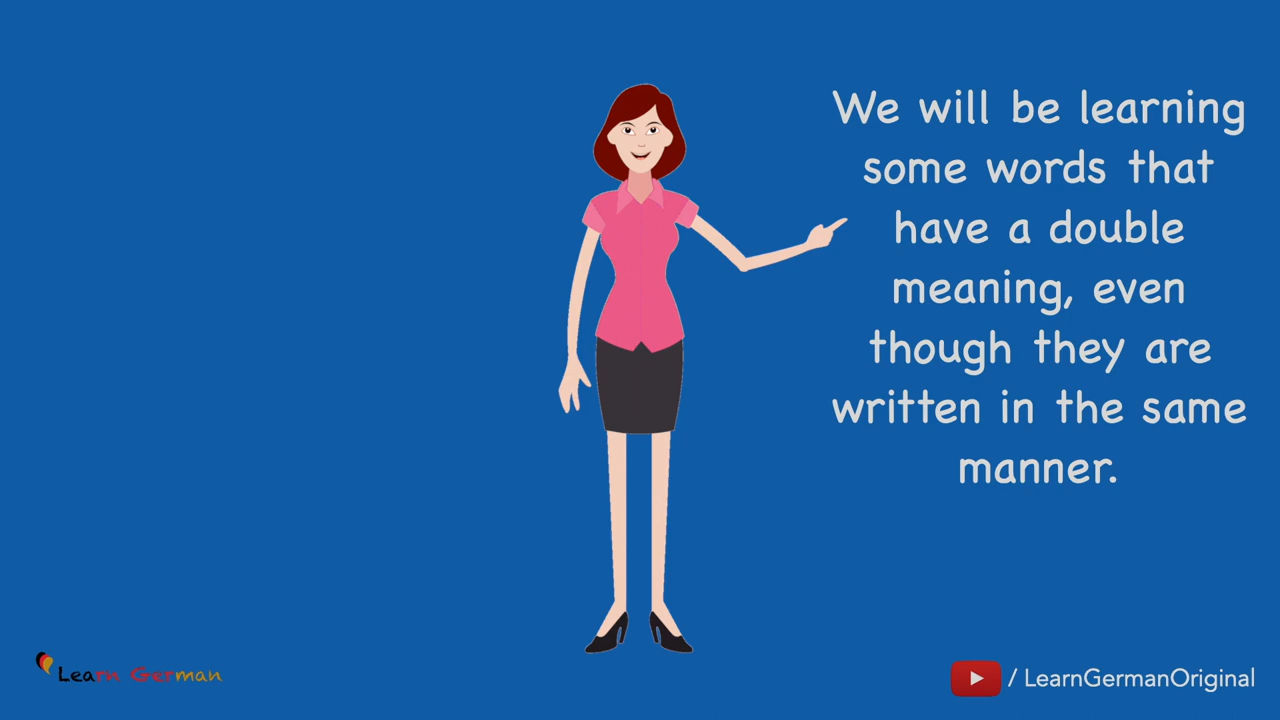 We will be learning
some words that
have a double
meaning, even
though they are
written in the same
manner.
Learn German
/ LearnGermanOriginal